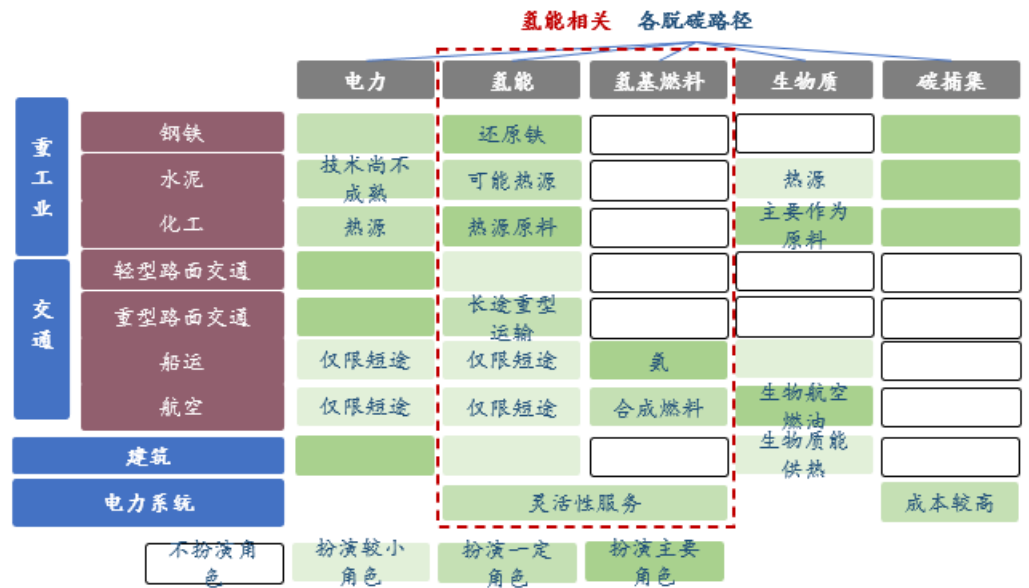 氢能相关 各脱碳路径
电力 氢能 氢基燃料 生物质 碳捕集
重工业
钢铁 还原铁
水泥 技术尚不成熟 可能热源 热源
化工 热源 热源原料 主要作为原料
交通
轻型路面交通
重型路面交通 长途重型运输
船运 仅限短途 仅限短途 氨
航空 仅限短途 仅限短途 合成燃料 生物航空燃油
建筑 生物质能供热
电力系统 灵活性服务 成本较高
不扮演角色 扮演较小角色 扮演一定角色 扮演主要角色